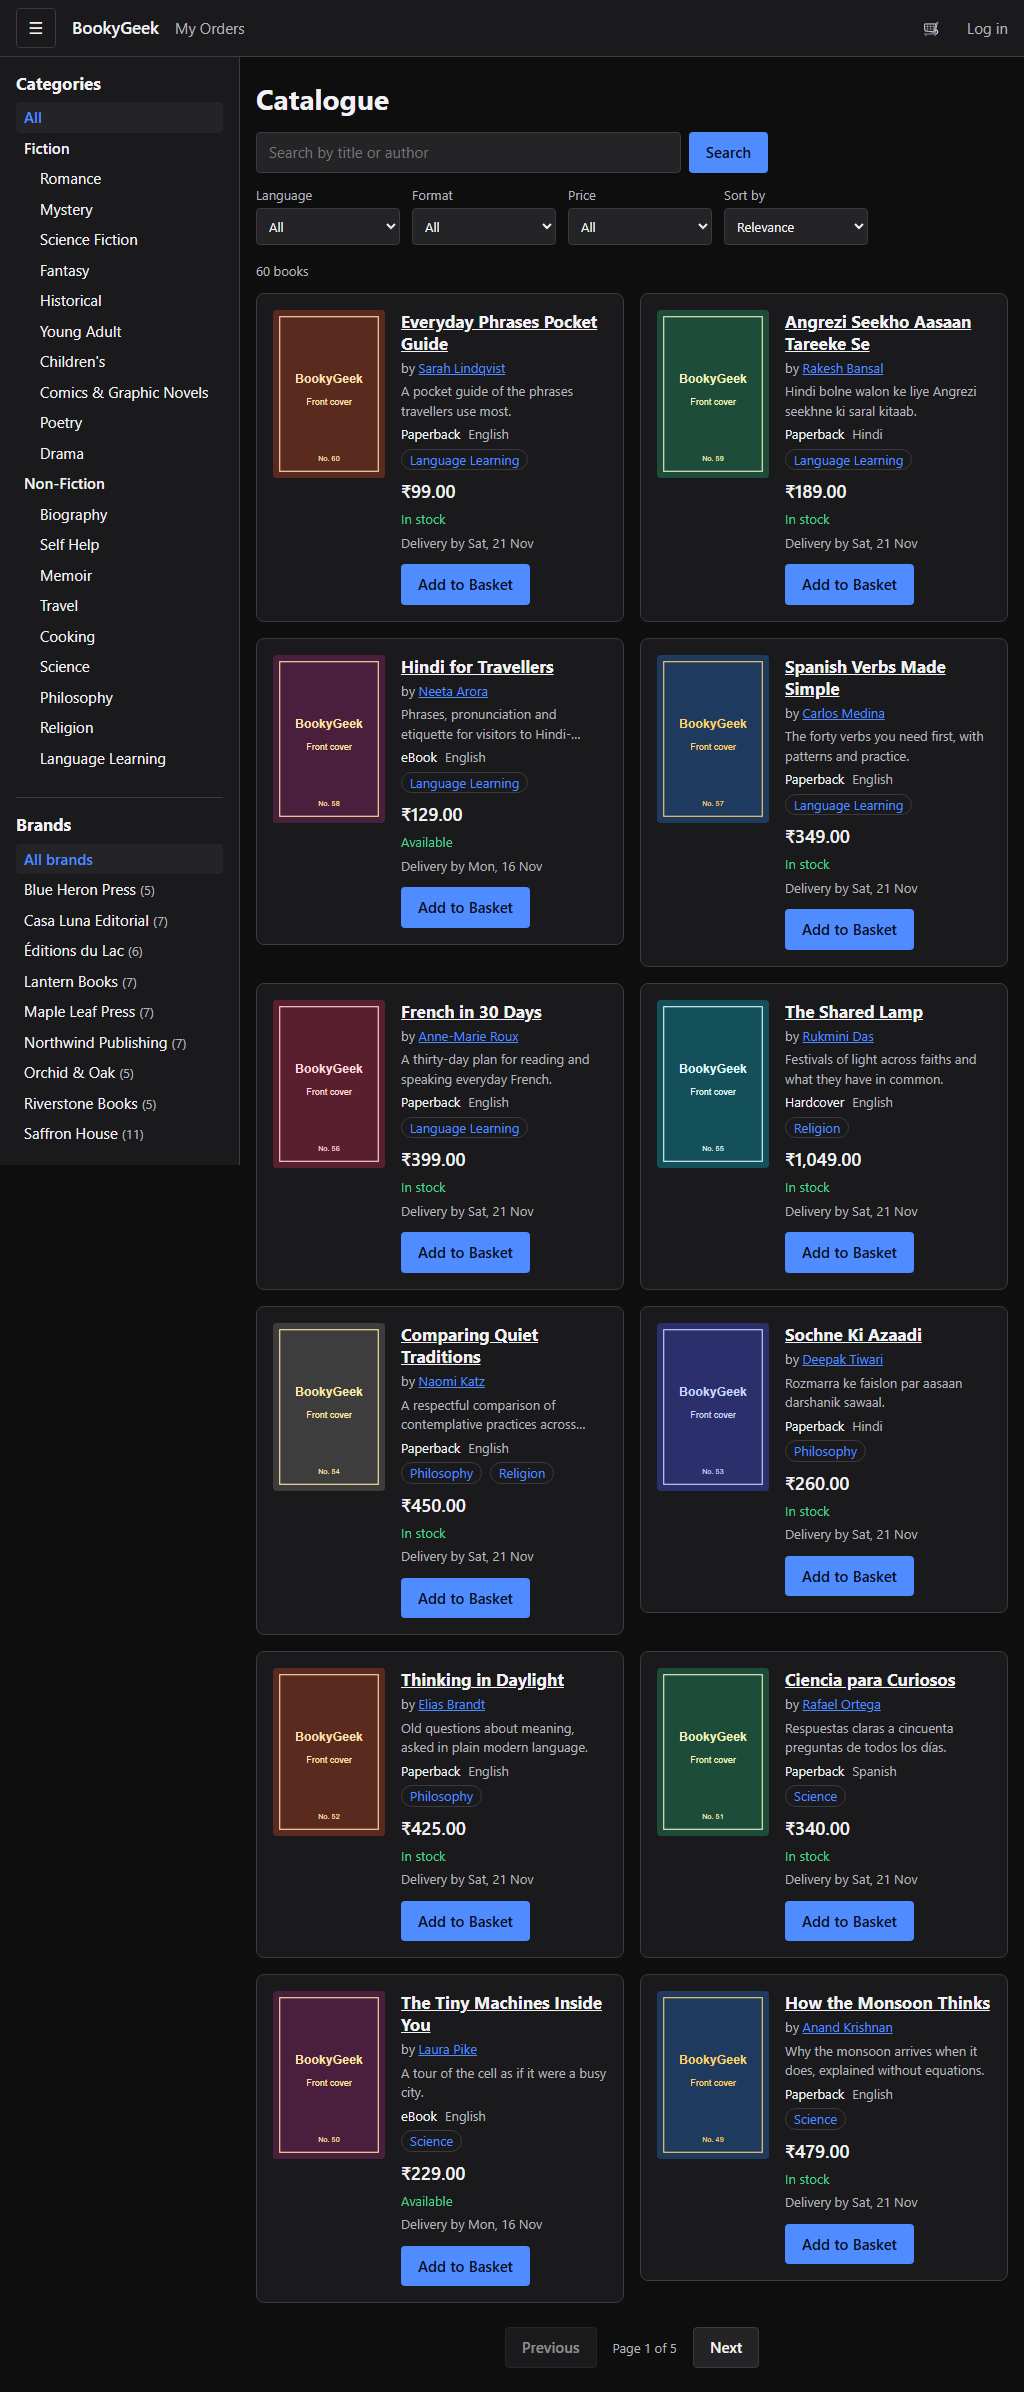 ☰ BookyGeek My Orders Log in
Categories
All
Fiction
Romance
Mystery
Science Fiction
Fantasy
Historical
Young Adult
Children's
Comics & Graphic Novels
Poetry
Drama
Non-Fiction
Biography
Self Help
Memoir
Travel
Cooking
Science
Philosophy
Religion
Language Learning
Brands
All brands
Blue Heron Press (5)
Casa Luna Editorial (7)
Éditions du Lac (6)
Lantern Books (7)
Maple Leaf Press (7)
Northwind Publishing (7)
Orchid & Oak (5)
Riverstone Books (5)
Saffron House (11)
Catalogue
Search by title or author
Search
Language Format Price Sort by
All All All Relevance
60 books
BookyGeek
Front cover
No. 60
Everyday Phrases Pocket
Guide
by Sarah Lindqvist
A pocket guide of the phrases
travellers use most.
Paperback English
Language Learning
₹99.00
In stock
Delivery by Sat, 21 Nov
Add to Basket
BookyGeek
Front cover
No. 59
Angrezi Seekho Aasaan
Tareeke Se
by Rakesh Bansal
Hindi bolne walon ke liye Angrezi
seekhne ki saral kitaab.
Paperback Hindi
Language Learning
₹189.00
In stock
Delivery by Sat, 21 Nov
Add to Basket
BookyGeek
Front cover
No. 58
Hindi for Travellers
by Neeta Arora
Phrases, pronunciation and
etiquette for visitors to Hindi-...
eBook English
Language Learning
₹129.00
Available
Delivery by Mon, 16 Nov
Add to Basket
BookyGeek
Front cover
No. 57
Spanish Verbs Made
Simple
by Carlos Medina
The forty verbs you need first, with
patterns and practice.
Paperback English
Language Learning
₹349.00
In stock
Delivery by Sat, 21 Nov
Add to Basket
BookyGeek
Front cover
No. 56
French in 30 Days
by Anne-Marie Roux
A thirty-day plan for reading and
speaking everyday French.
Paperback English
Language Learning
₹399.00
In stock
Delivery by Sat, 21 Nov
Add to Basket
BookyGeek
Front cover
No. 55
The Shared Lamp
by Rukmini Das
Festivals of light across faiths and
what they have in common.
Hardcover English
Religion
₹1,049.00
In stock
Delivery by Sat, 21 Nov
Add to Basket
BookyGeek
Front cover
No. 54
Comparing Quiet
Traditions
by Naomi Katz
A respectful comparison of
contemplative practices across...
Paperback English
Philosophy Religion
₹450.00
In stock
Delivery by Sat, 21 Nov
Add to Basket
BookyGeek
Front cover
No. 53
Sochne Ki Azaadi
by Deepak Tiwari
Rozmarra ke faislon par aasaan
darshanik sawaal.
Paperback Hindi
Philosophy
₹260.00
In stock
Delivery by Sat, 21 Nov
Add to Basket
BookyGeek
Front cover
No. 52
Thinking in Daylight
by Elias Brandt
Old questions about meaning,
asked in plain modern language.
Paperback English
Philosophy
₹425.00
In stock
Delivery by Sat, 21 Nov
Add to Basket
BookyGeek
Front cover
No. 51
Ciencia para Curiosos
by Rafael Ortega
Respuestas claras a cincuenta
preguntas de todos los días.
Paperback Spanish
Science
₹340.00
In stock
Delivery by Sat, 21 Nov
Add to Basket
BookyGeek
Front cover
No. 50
The Tiny Machines Inside
You
by Laura Pike
A tour of the cell as if it were a busy
city.
eBook English
Science
₹229.00
Available
Delivery by Mon, 16 Nov
Add to Basket
BookyGeek
Front cover
No. 49
How the Monsoon Thinks
by Anand Krishnan
Why the monsoon arrives when it
does, explained without equations.
Paperback English
Science
₹479.00
In stock
Delivery by Sat, 21 Nov
Add to Basket
Previous Page 1 of 5 Next